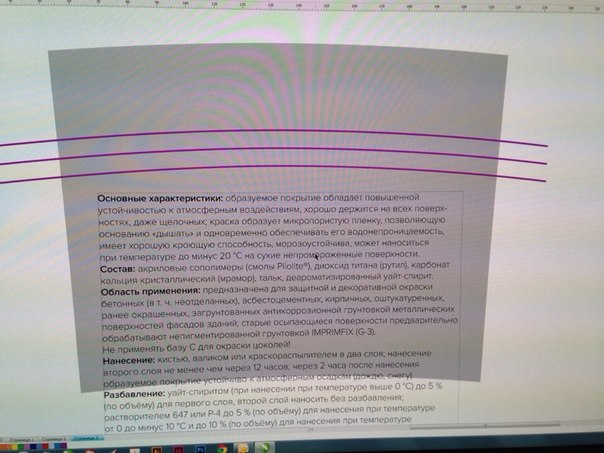 Основные характеристики: образуемое покрытие обладает повышенной
устойчивостью к атмосферным воздействиям, хорошо держится на всех поверх-
ностях, даже щелочных; краска образует микропористую пленку, позволяющую
основанию «дышать» и одновременно обеспечивать его водонепроницаемость,
имеет хорошую кроющую способность, морозоустойчива, может наноситься
при температуре до минус 20 °C на сухие непромороженные поверхности.
Состав: акриловые сополимеры (смолы Pliolite®), диоксид титана (рутил), карбонат
кальция кристаллический (мрамор), тальк, деароматизированный уайт-спирит.
Область применения: предназначена для защитной и декоративной окраски
бетонных (в т. ч. неотделанных), асбестоцементных, кирпичных, оштукатуренных,
ранее окрашенных, загрунтованных антикоррозионной грунтовкой металлических
поверхностей фасадов зданий; старые осыпающиеся поверхности предварительно
обрабатывают непигментированной грунтовкой IMPRIMFIX (G-3).
Не применять базу С для окраски цоколей!
Нанесение: кистью, валиком или краскораспылителем в два слоя; нанесение
второго слоя не менее чем через 12 часов; через 2 часа после нанесения
образуемое покрытие устойчиво к атмосферным осадкам (дождю, снегу).
Разбавление: уайт-спиритом (при нанесении при температуре выше 0 °C) до 5 %
(по объёму) для первого слоя, второй слой наносить без разбавления;
растворителем 647 или Р-4 до 5 % (по объёму) для нанесения при температуре
от 0 до минус 10 °C и до 10 % (по объёму) для нанесения при температуре
Страница 1 Страница 2 Страница 3